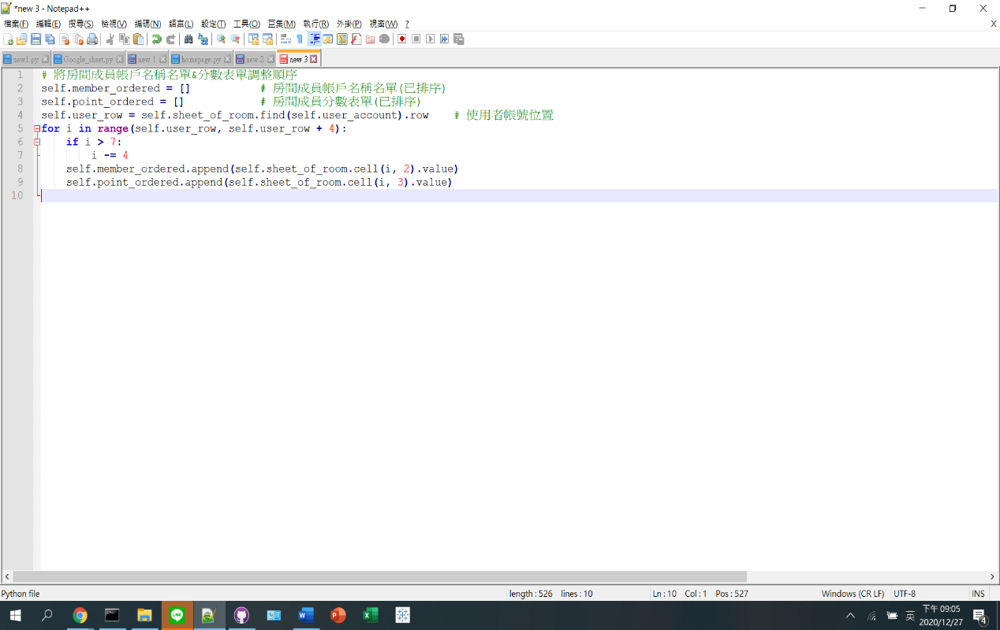 *new 3 - Notepad++
檔案(F) 編輯(E) 搜尋(S) 檢視(V) 編碼(N) 語言(L) 設定(T) 工具(O) 巨集(M) 執行(R) 外掛(P) 視窗(W) ? X
new1.py Google_sheet.py new 1 homepage.py new 2 new 3
1 # 將房間成員帳戶名稱名單&分數表單調整順序
2 self.member_ordered = [] # 房間成員帳戶名稱名單(已排序)
3 self.point_ordered = [] # 房間成員分數表單(已排序)
4 self.user_row = self.sheet_of_room.find(self.user_account).row # 使用者帳號位置
5 for i in range(self.user_row, self.user_row + 4):
6 if i > 7:
7 i -= 4
8 self.member_ordered.append(self.sheet_of_room.cell(i, 2).value)
9 self.point_ordered.append(self.sheet_of_room.cell(i, 3).value)
10
Python file length : 526 lines : 10 Ln : 10 Col : 1 Pos : 527 Windows (CR LF) UTF-8 INS
英 下午 09:05
2020/12/27 4